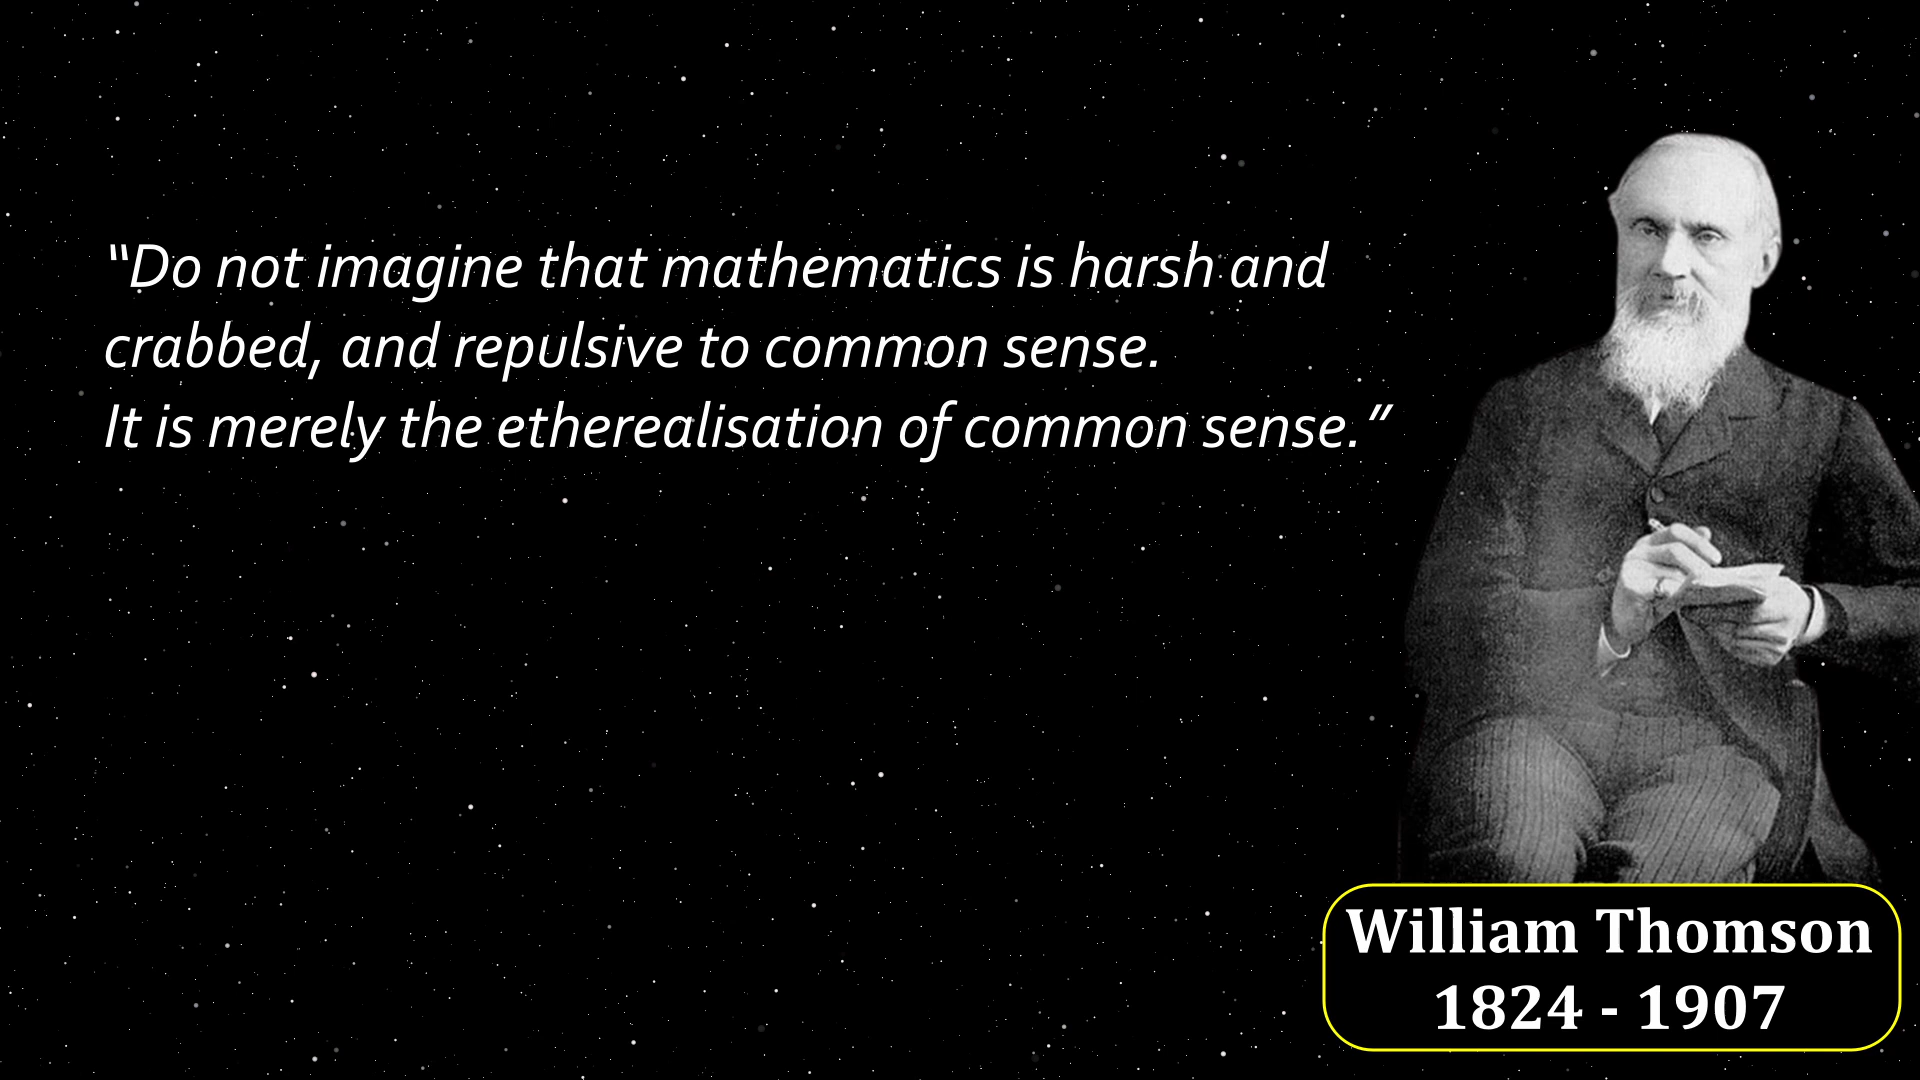 “Do not imagine that mathematics is harsh and
crabbed, and repulsive to common sense.
It is merely the etherealisation of common sense.”
William Thomson
1824 - 1907